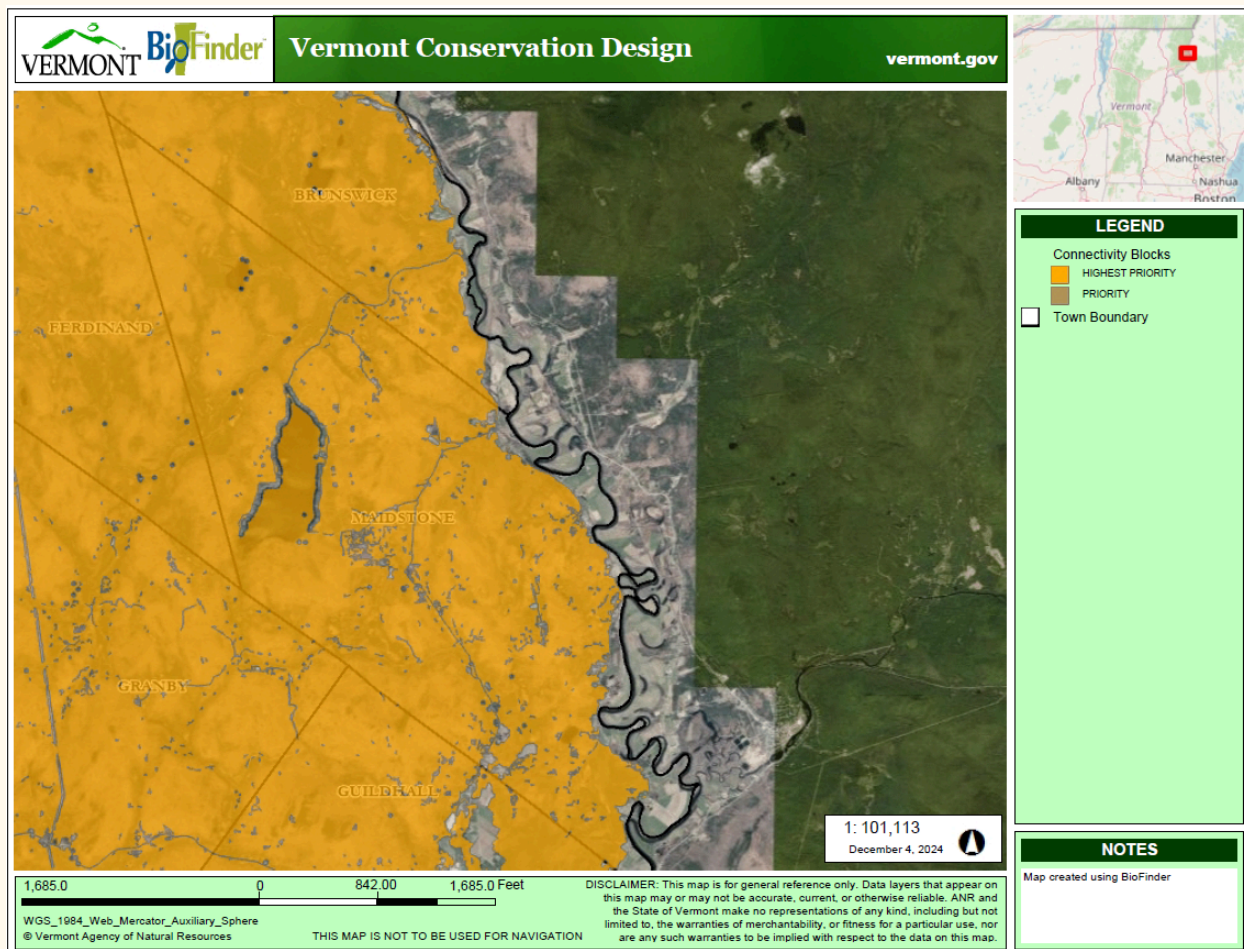 VERMONT
BioFinder
Vermont Conservation Design
vermont.gov
Vermont
Manchester
Albany
Nashua
Boston
BRUNSWICK
FERDINAND
MAIDSTONE
GRANBY
GUILDHALL
LEGEND
Connectivity Blocks
HIGHEST PRIORITY
PRIORITY
Town Boundary
1: 101,113
December 4, 2024
NOTES
Map created using BioFinder
1,685.0 0 842.00 1,685.0 Feet
WGS_1984_Web_Mercator_Auxiliary_Sphere
© Vermont Agency of Natural Resources
THIS MAP IS NOT TO BE USED FOR NAVIGATION
DISCLAIMER: This map is for general reference only. Data layers that appear on
this map may or may not be accurate, current, or otherwise reliable. ANR and
the State of Vermont make no representations of any kind, including but not
limited to, the warranties of merchantability, or fitness for a particular use, nor
are any such warranties to be implied with respect to the data on this map.